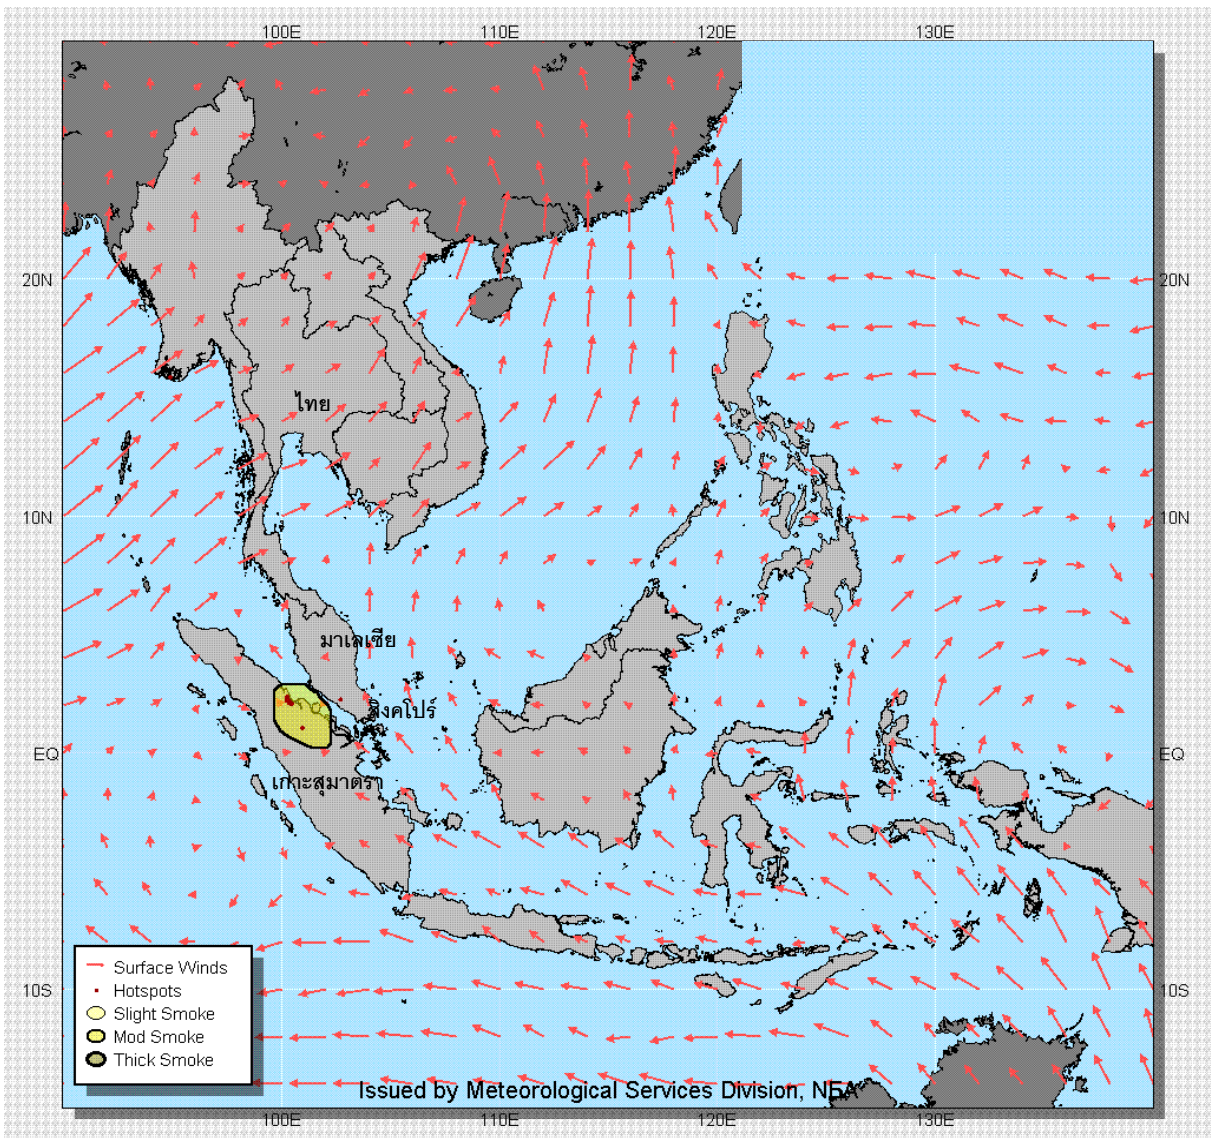 100E 110E 120E 130E
20N 20N
ไทย
10N 10N
มาเลเซีย
สิงคโปร์
EQ EQ
เกาะสุมาตรา
Surface Winds
Hotspots
10S 10S
Slight Smoke
Mod Smoke
Thick Smoke
Issued by Meteorological Services Division, NEA
100E 110E 120E 130E